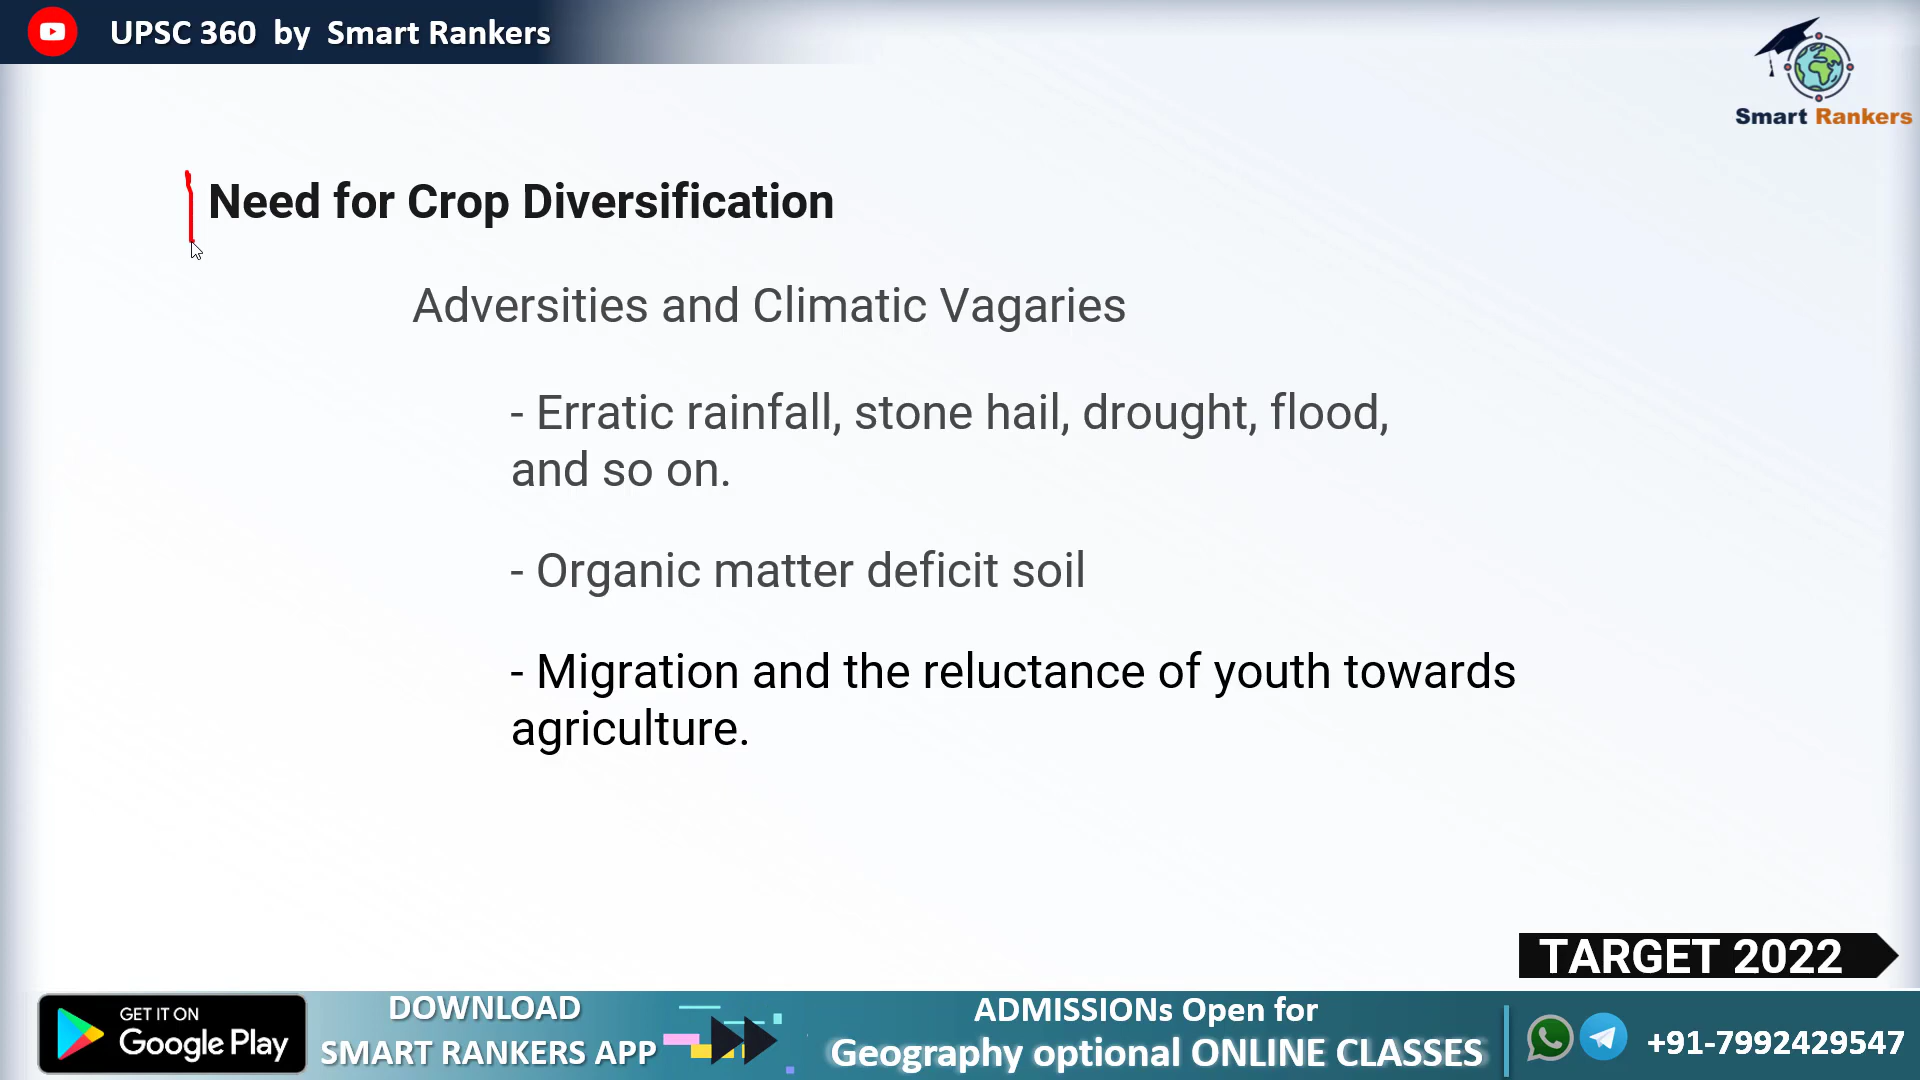 UPSC 360 by Smart Rankers
Smart Rankers
Need for Crop Diversification
Adversities and Climatic Vagaries
- Erratic rainfall, stone hail, drought, flood,
and so on.
- Organic matter deficit soil
- Migration and the reluctance of youth towards
agriculture.
TARGET 2022
GET IT ON
Google Play
DOWNLOAD
SMART RANKERS APP
ADMISSIONs Open for
Geography optional ONLINE CLASSES
+91-7992429547